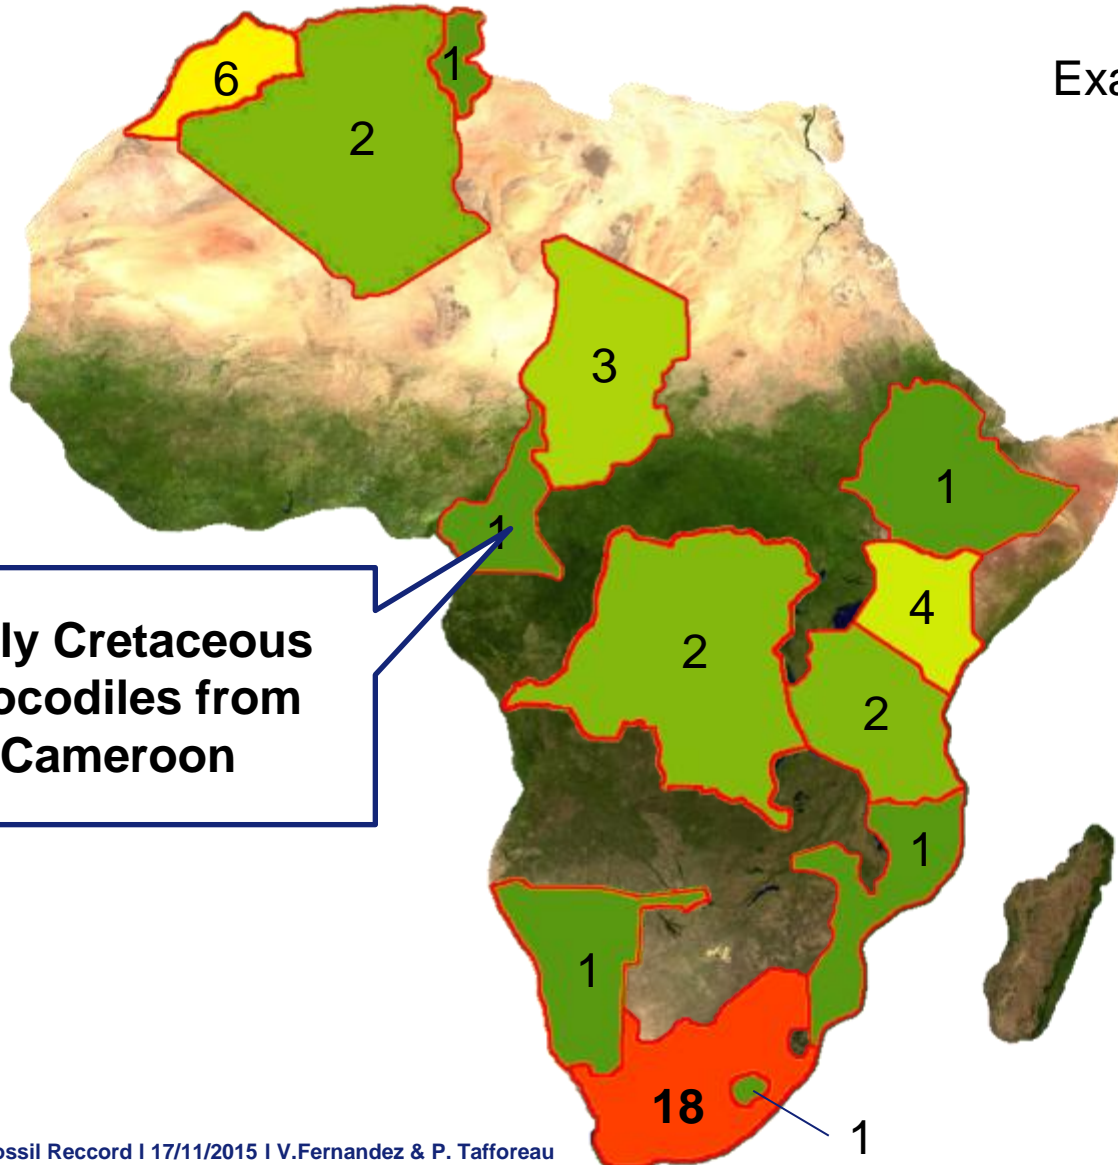 Exa
6
1
2
3
1
1
4
ly Cretaceous
ocodiles from
Cameroon
2
2
1
1
18
1
ossil Reccord I 17/11/2015 I V.Fernandez & P. Tafforeau